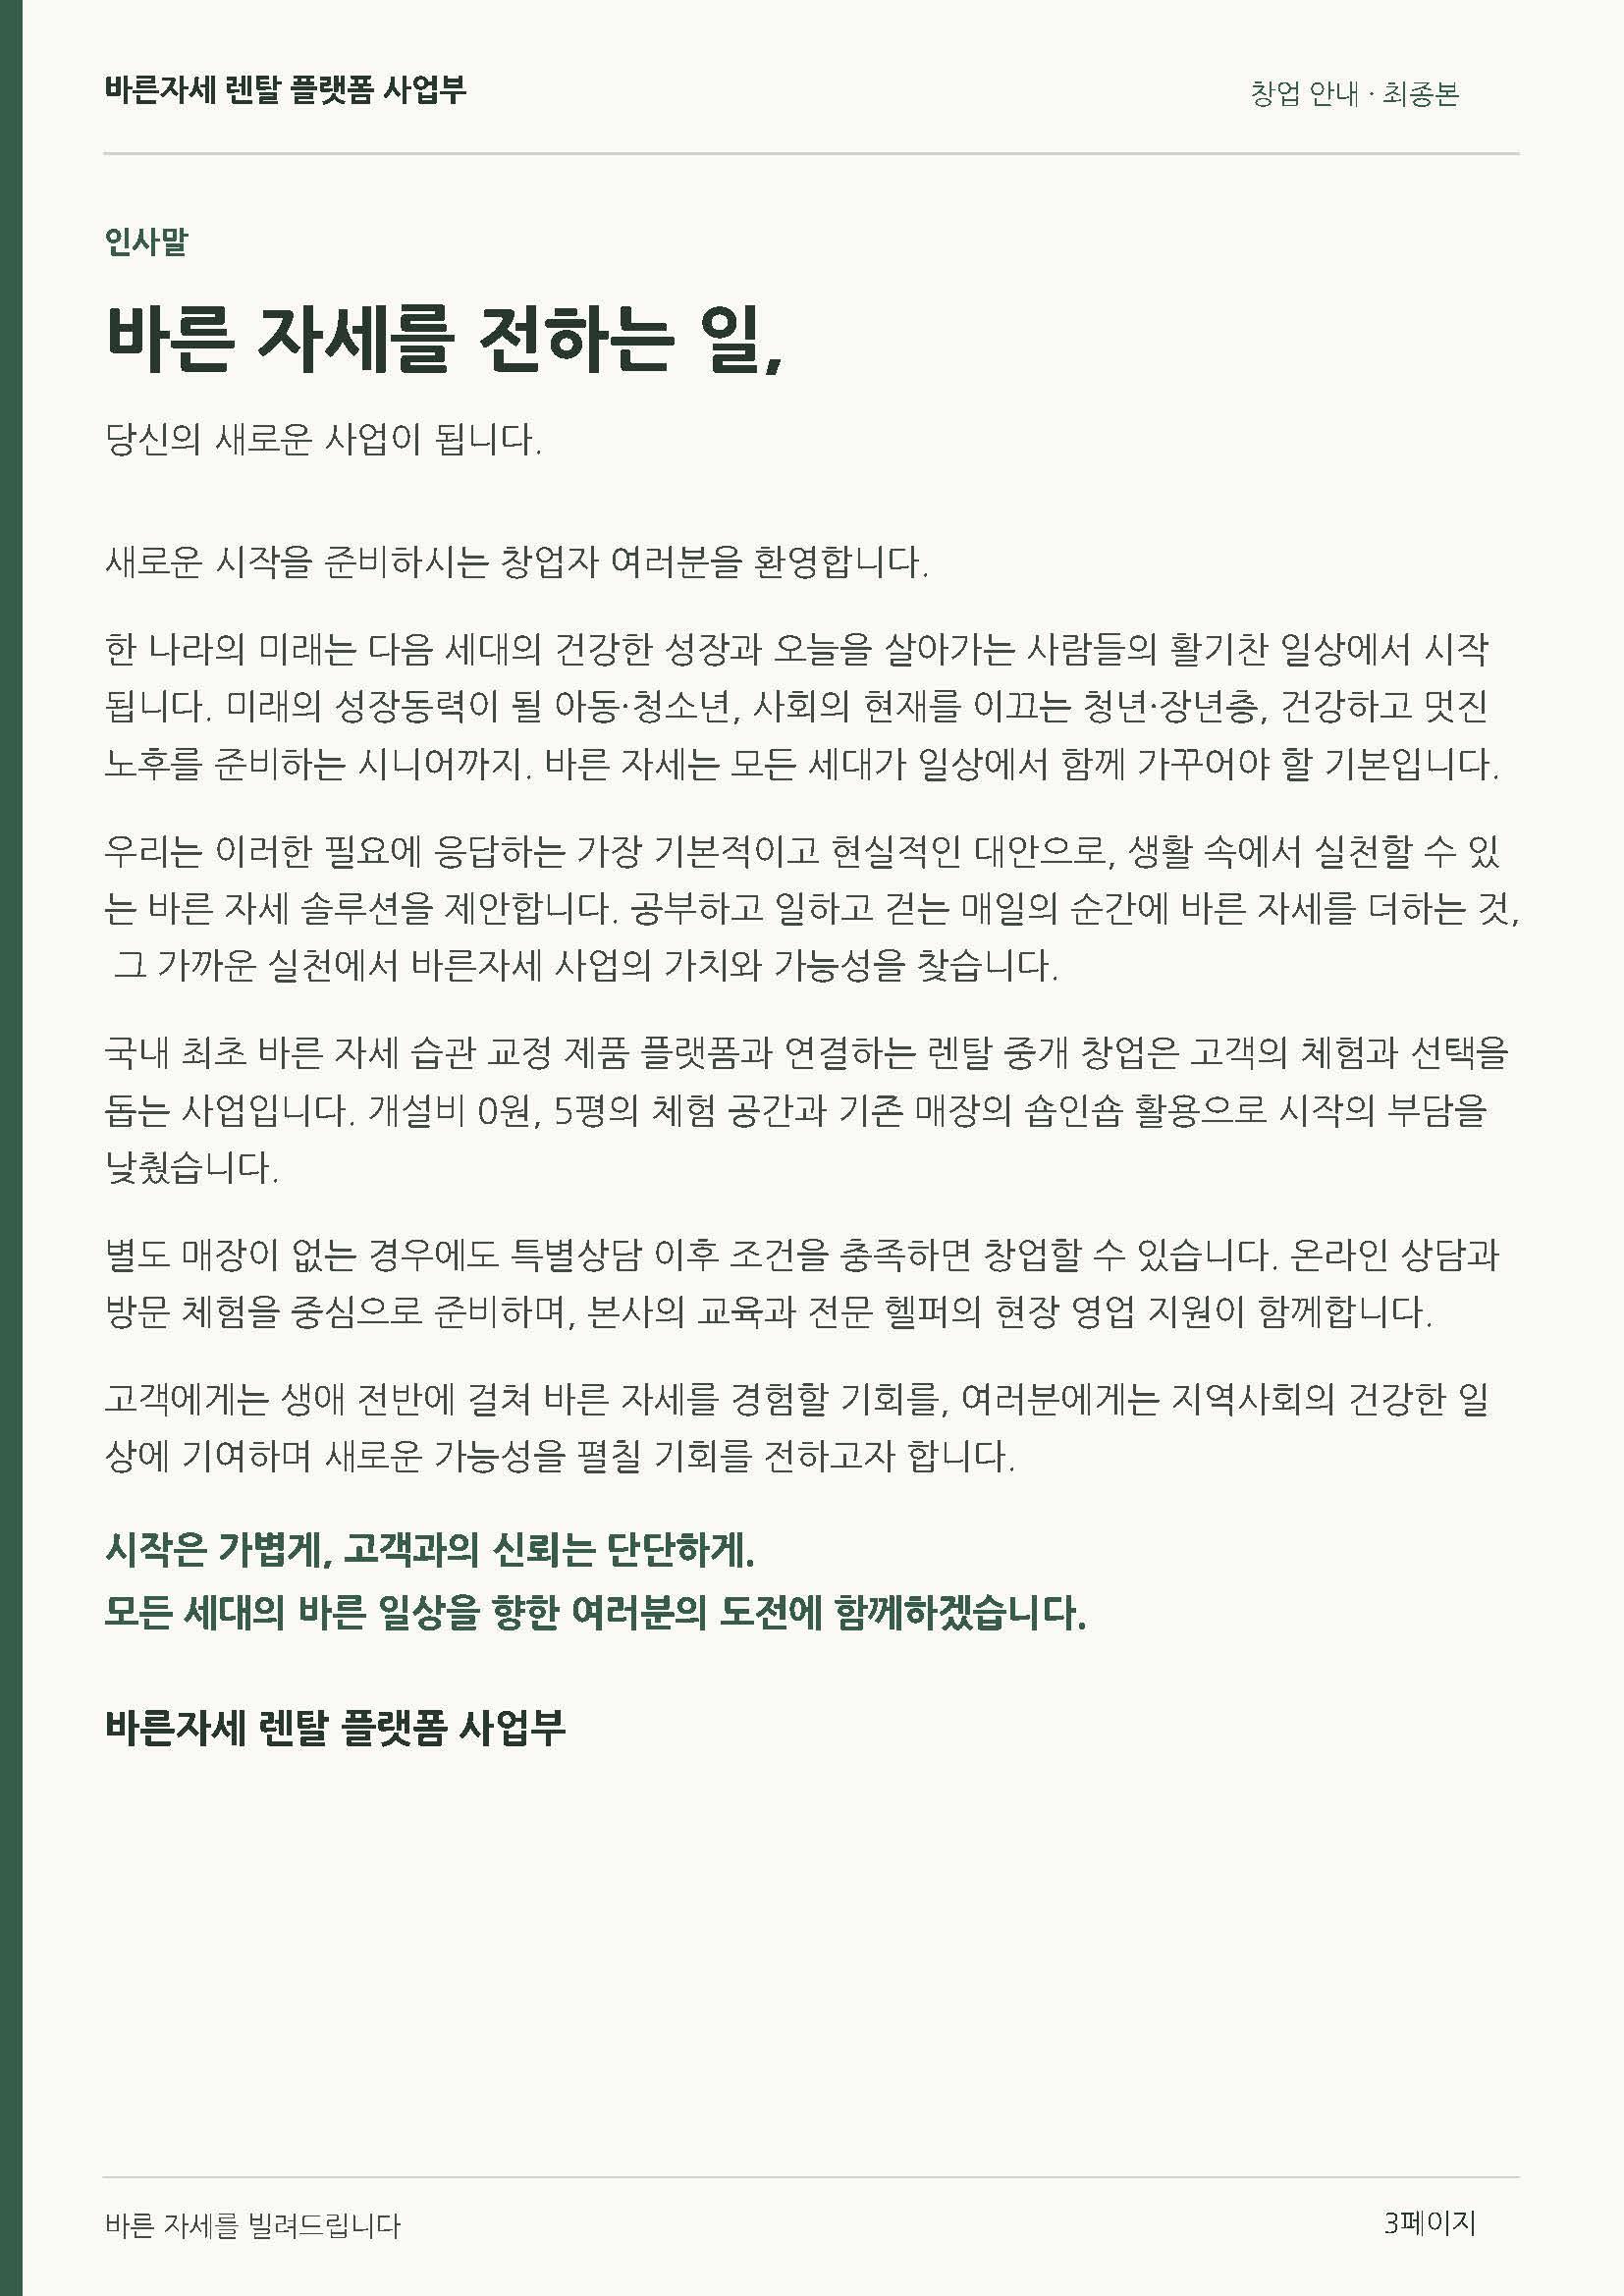 바른자세 렌탈 플랫폼 사업부
창업 안내 · 최종본
인사말
바른 자세를 전하는 일,
당신의 새로운 사업이 됩니다.
새로운 시작을 준비하시는 창업자 여러분을 환영합니다.
한 나라의 미래는 다음 세대의 건강한 성장과 오늘을 살아가는 사람들의 활기찬 일상에서 시작
됩니다. 미래의 성장동력이 될 아동·청소년, 사회의 현재를 이끄는 청년·장년층, 건강하고 멋진
노후를 준비하는 시니어까지. 바른 자세는 모든 세대가 일상에서 함께 가꾸어야 할 기본입니다.
우리는 이러한 필요에 응답하는 가장 기본적이고 현실적인 대안으로, 생활 속에서 실천할 수 있
는 바른 자세 솔루션을 제안합니다. 공부하고 일하고 걷는 매일의 순간에 바른 자세를 더하는 것,
그 가까운 실천에서 바른자세 사업의 가치와 가능성을 찾습니다.
국내 최초 바른 자세 습관 교정 제품 플랫폼과 연결하는 렌탈 중개 창업은 고객의 체험과 선택을
돕는 사업입니다. 개설비 0원, 5평의 체험 공간과 기존 매장의 숍인숍 활용으로 시작의 부담을
낮췄습니다.
별도 매장이 없는 경우에도 특별상담 이후 조건을 충족하면 창업할 수 있습니다. 온라인 상담과
방문 체험을 중심으로 준비하며, 본사의 교육과 전문 헬퍼의 현장 영업 지원이 함께합니다.
고객에게는 생애 전반에 걸쳐 바른 자세를 경험할 기회를, 여러분에게는 지역사회의 건강한 일
상에 기여하며 새로운 가능성을 펼칠 기회를 전하고자 합니다.
시작은 가볍게, 고객과의 신뢰는 단단하게.
모든 세대의 바른 일상을 향한 여러분의 도전에 함께하겠습니다.
바른자세 렌탈 플랫폼 사업부
바른 자세를 빌려드립니다
3페이지